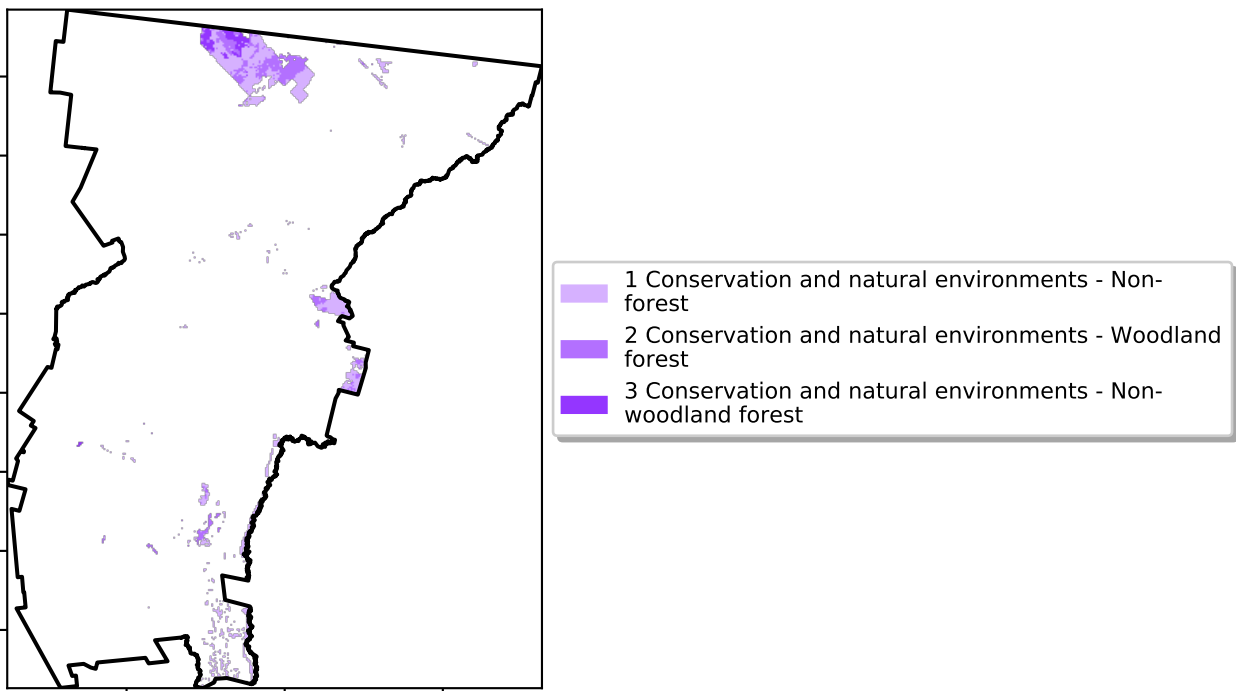 1 Conservation and natural environments - Non-
forest
2 Conservation and natural environments - Woodland
forest
3 Conservation and natural environments - Non-
woodland forest